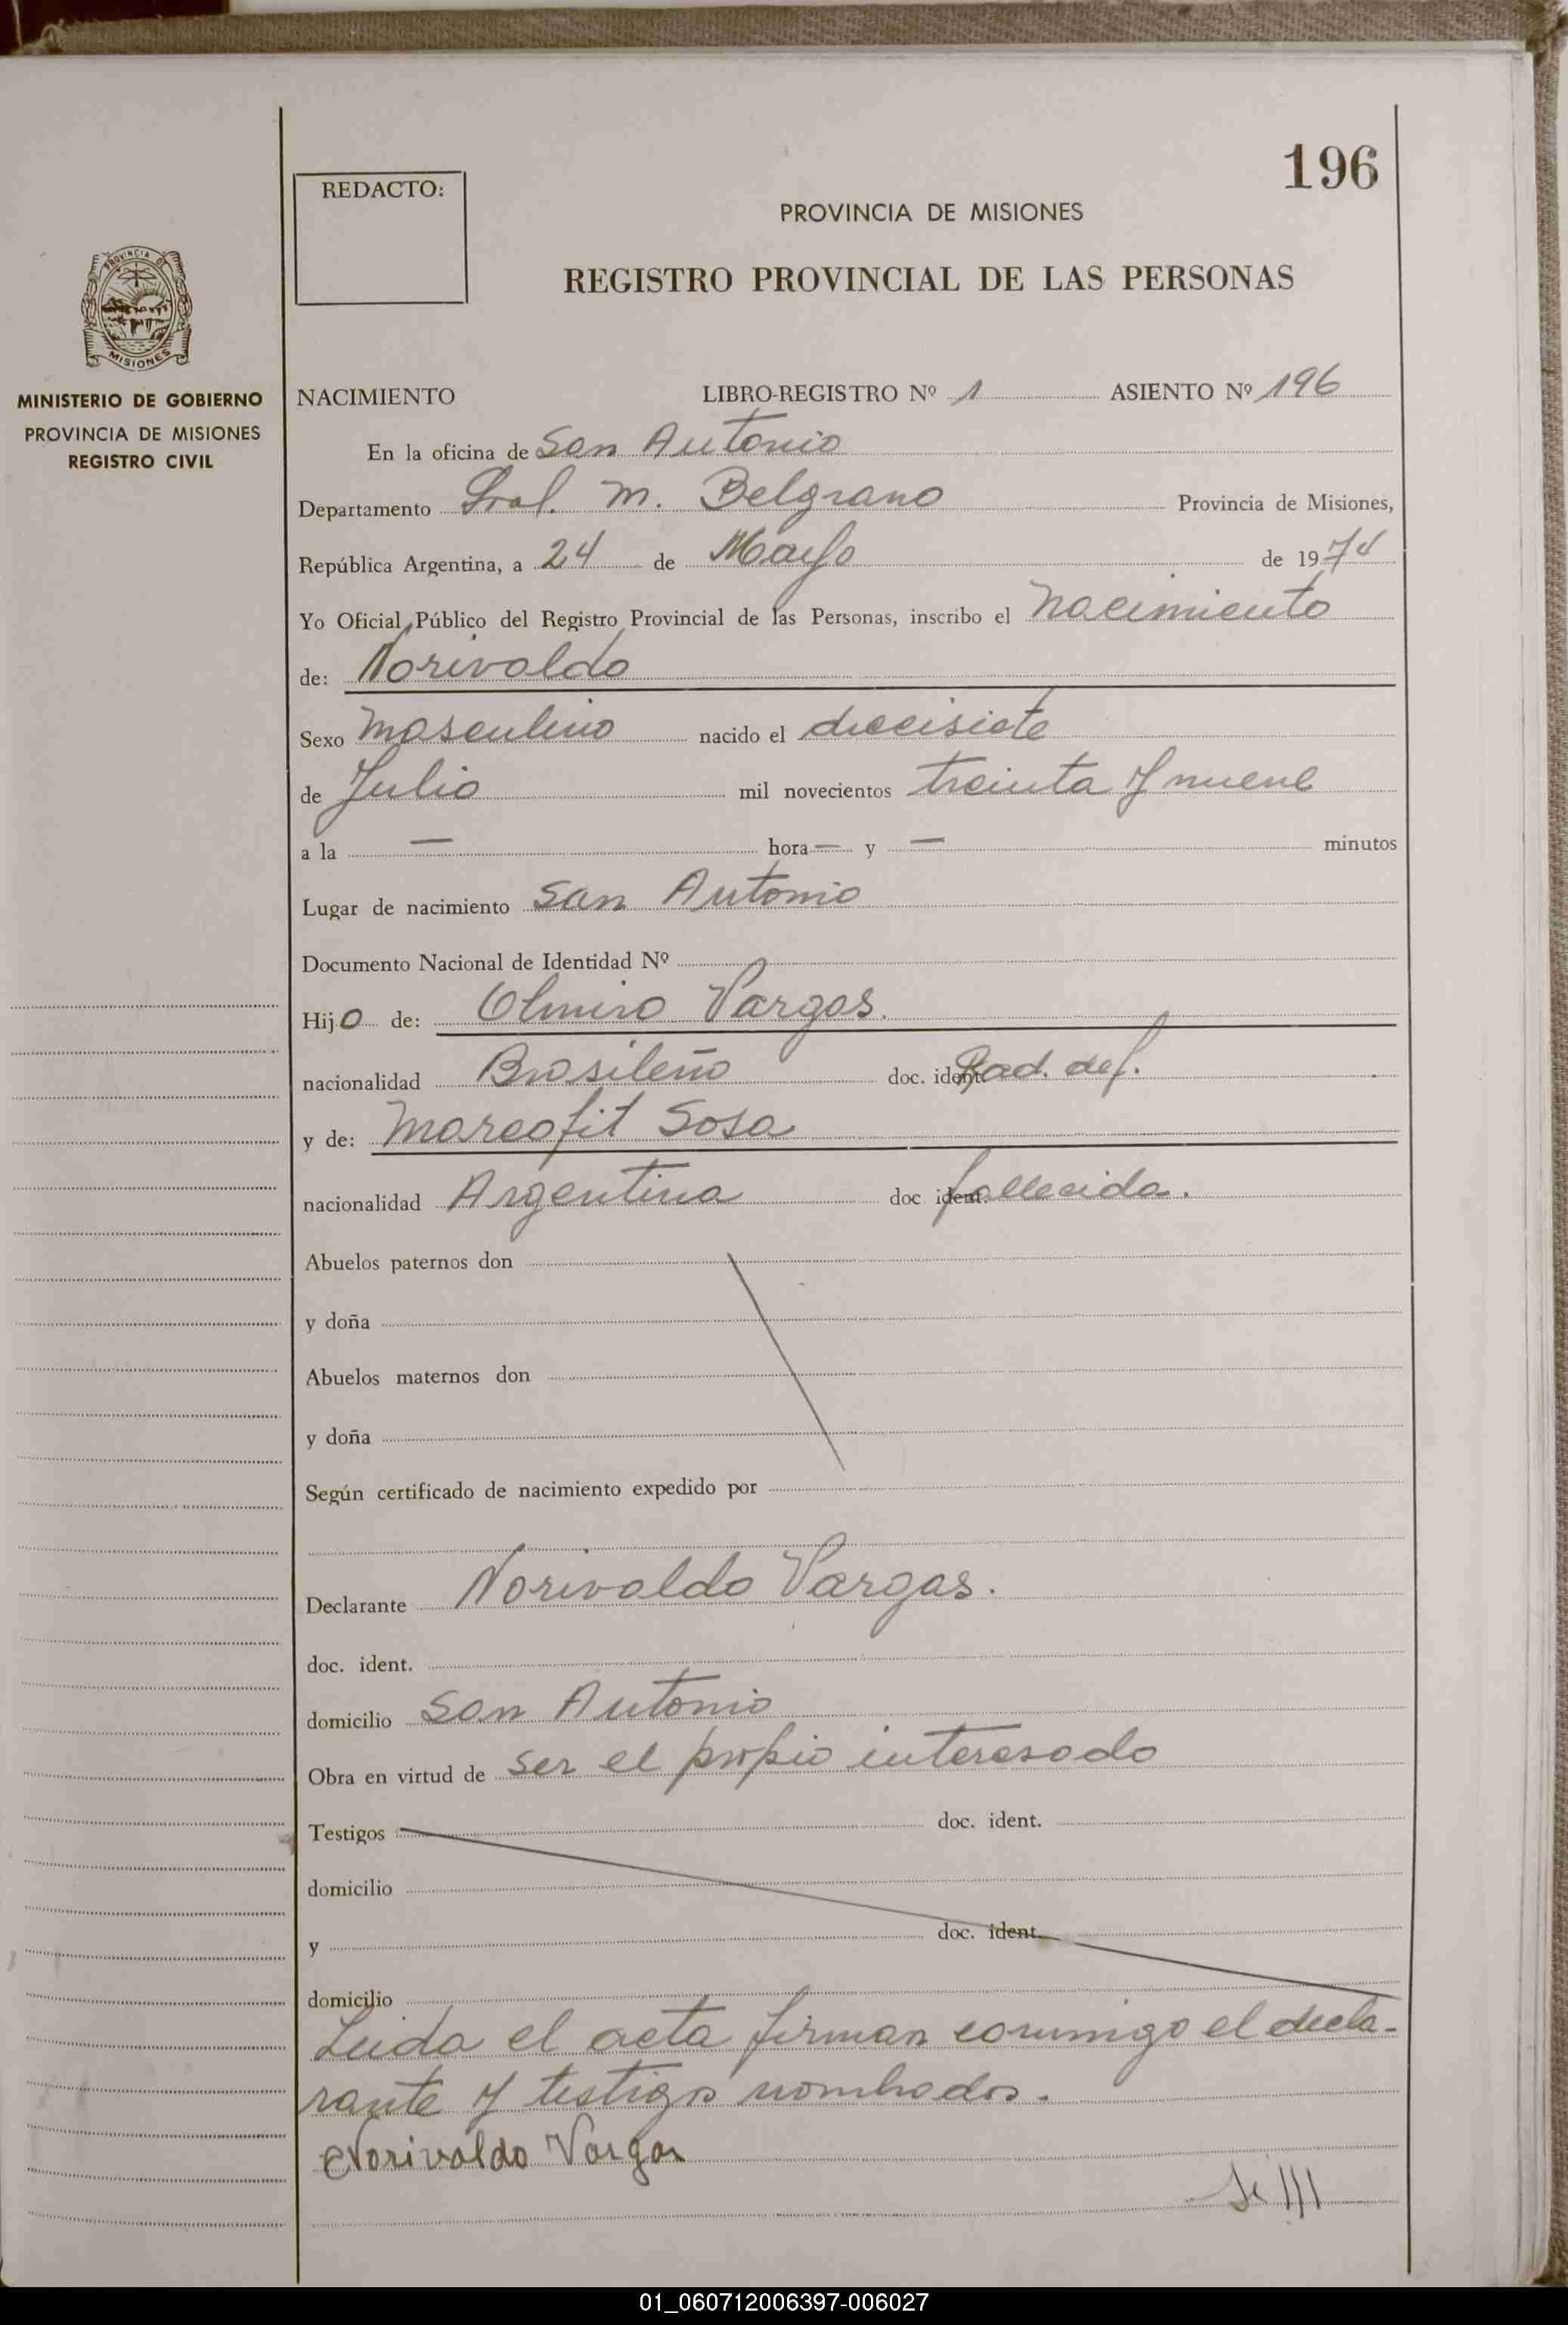 196
REDACTO:
PROVINCIA DE MISIONES
REGISTRO PROVINCIAL DE LAS PERSONAS
PROVINCIA DE
MISIONES
MINISTERIO DE GOBIERNO
PROVINCIA DE MISIONES
REGISTRO CIVIL
NACIMIENTO LIBRO-REGISTRO Nº 1 ASIENTO Nº 196
En la oficina de San Antonio
Departamento Gral. M. Belgrano Provincia de Misiones,
República Argentina, a 24 de Mayo de 1974
Yo Oficial Público del Registro Provincial de las Personas, inscribo el nacimiento
de: Norivaldo
Sexo masculino nacido el diecisiete
de Julio mil novecientos treinta y nueve
a la — hora — y — minutos
Lugar de nacimiento San Antonio
Documento Nacional de Identidad Nº
Hijo de: Olmiro Vargas.
nacionalidad Brasileño doc. ident. Rad. def.
y de: Marcofit Sosa
nacionalidad Argentina doc ident. fallecida.
Abuelos paternos don
y doña
Abuelos maternos don
y doña
Según certificado de nacimiento expedido por
Declarante Norivaldo Vargas.
doc. ident.
domicilio San Antonio
Obra en virtud de ser el propio interesado
Testigos doc. ident.
domicilio
y doc. ident.
domicilio
Leida el acta firman conmigo el decla-
rante y testigos nombrados.
Norivaldo Vargas
01_060712006397-006027